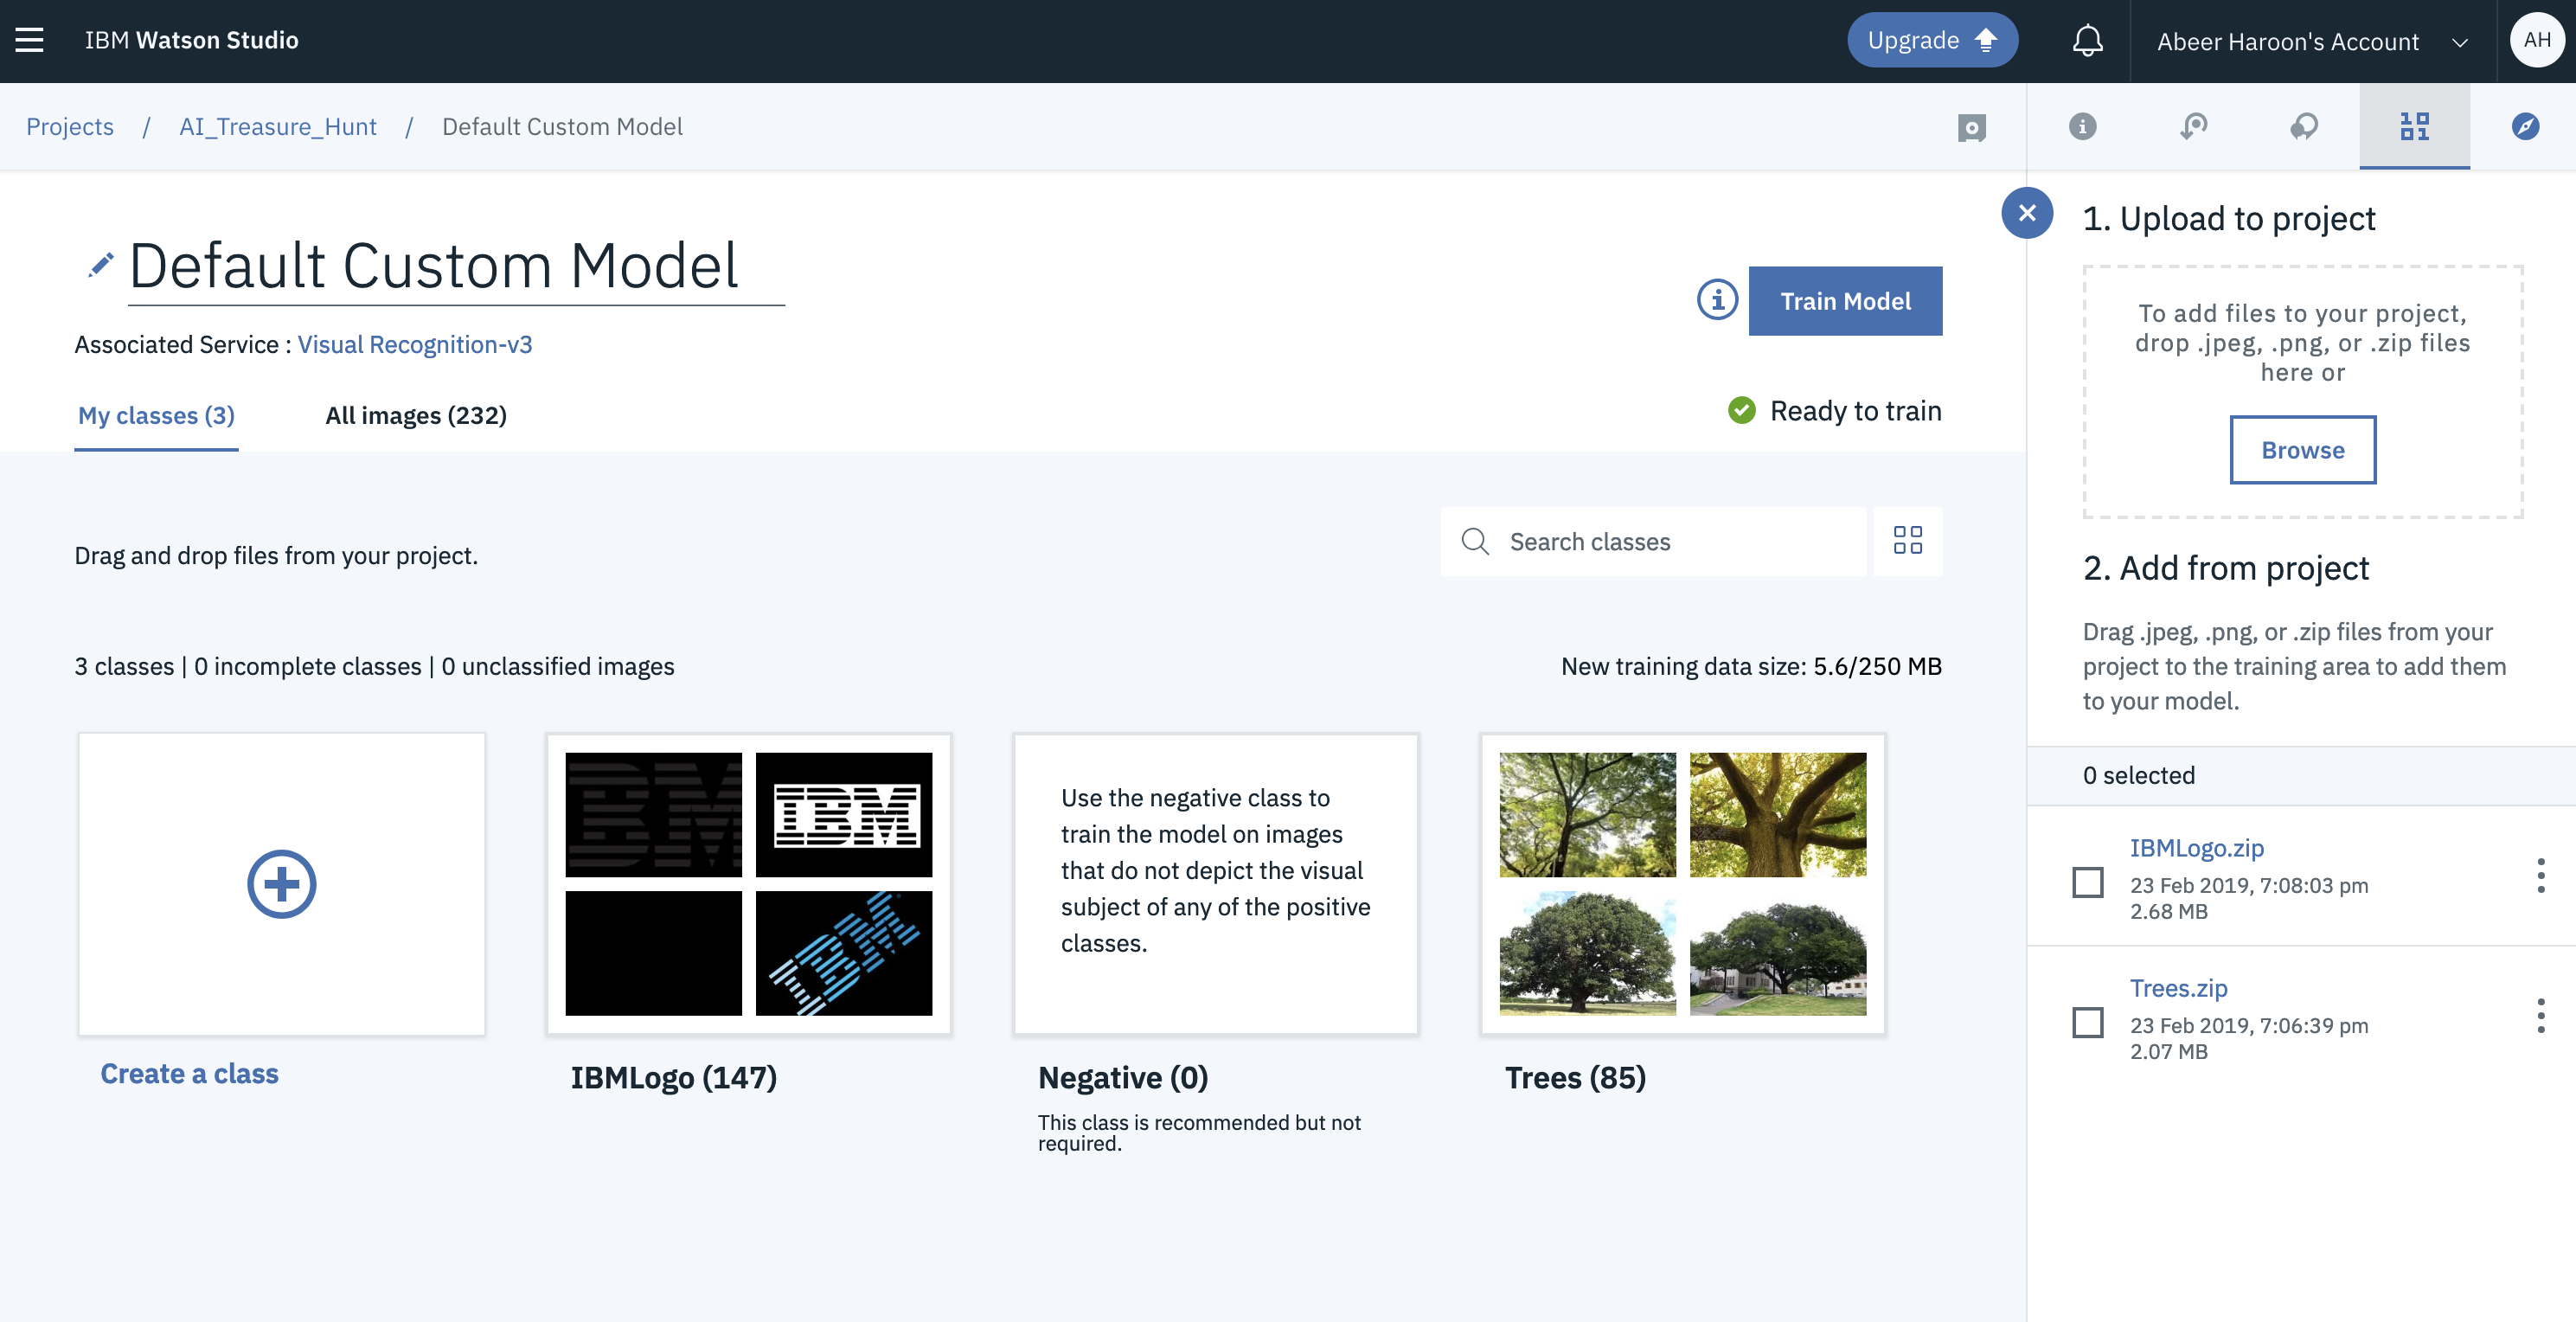 IBM Watson Studio
Upgrade
Abeer Haroon's Account
AH
Projects / AI_Treasure_Hunt / Default Custom Model
Default Custom Model
Train Model
Associated Service : Visual Recognition-v3
My classes (3)
All images (232)
Ready to train
Drag and drop files from your project.
Search classes
3 classes | 0 incomplete classes | 0 unclassified images
New training data size: 5.6/250 MB
Create a class
IBM
IBM
IBM
IBMLogo (147)
Use the negative class to
train the model on images
that do not depict the visual
subject of any of the positive
classes.
Negative (0)
This class is recommended but not
required.
Trees (85)
1. Upload to project
To add files to your project,
drop .jpeg, .png, or .zip files
here or
Browse
2. Add from project
Drag .jpeg, .png, or .zip files from your
project to the training area to add them
to your model.
0 selected
IBMLogo.zip
23 Feb 2019, 7:08:03 pm
2.68 MB
Trees.zip
23 Feb 2019, 7:06:39 pm
2.07 MB